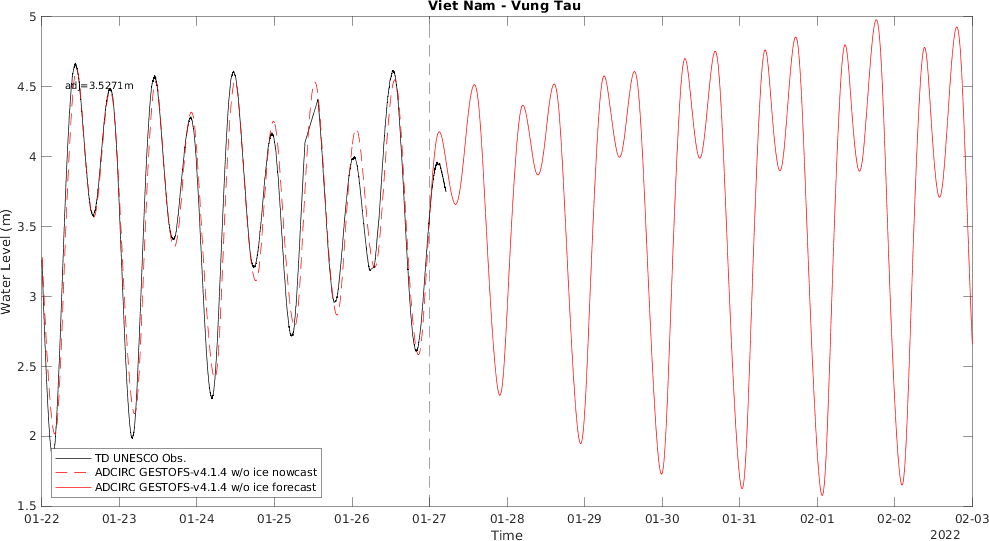 Viet Nam - Vung Tau
5
4.5
4
3.5
3
2.5
2
1.5
Water Level (m)
adj=3.5271m
TD UNESCO Obs.
ADCIRC GESTOFS-v4.1.4 w/o ice nowcast
ADCIRC GESTOFS-v4.1.4 w/o ice forecast
01-22 01-23 01-24 01-25 01-26 01-27 01-28 01-29 01-30 01-31 02-01 02-02 02-03
Time
2022